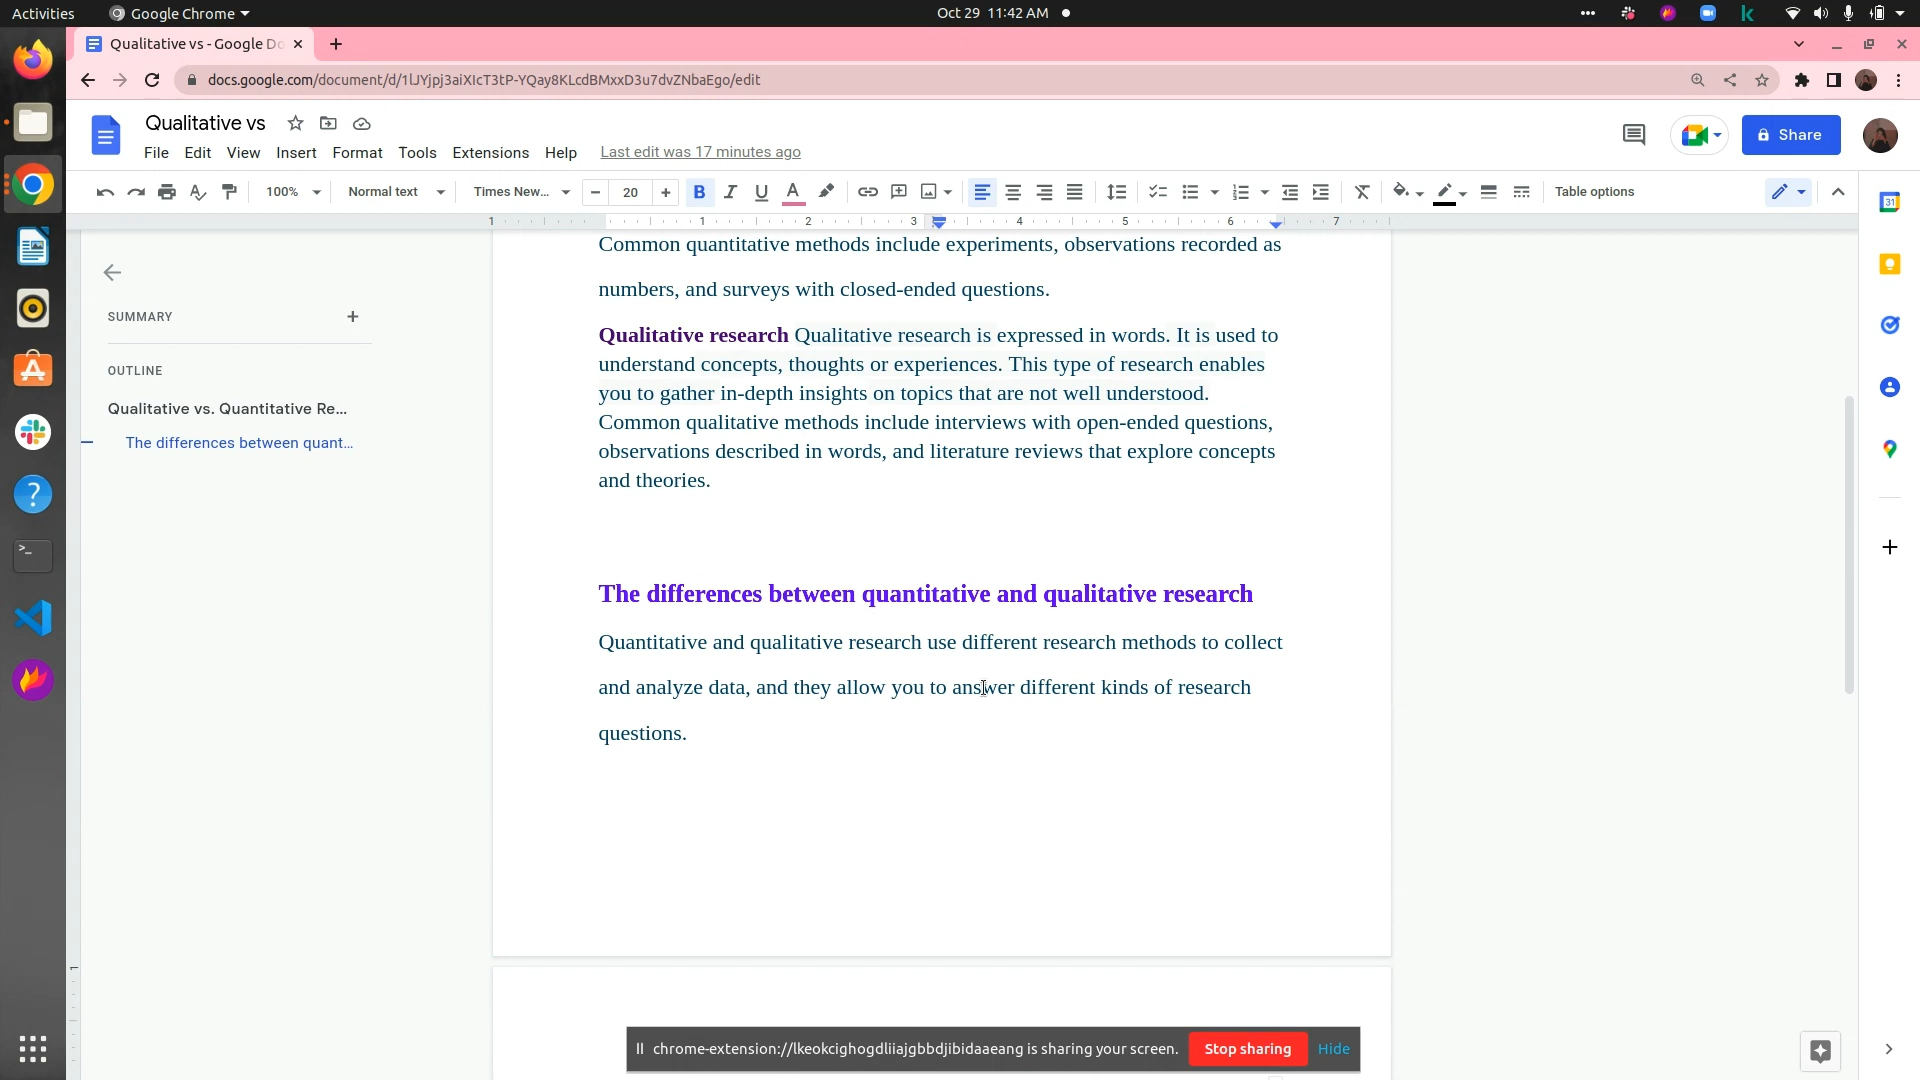 Activities
Google Chrome
Oct 29 11:42 AM
Qualitative vs - Google Do
docs.google.com/document/d/1lJYjpj3aiXIcT3tP-YQay8KLcdBMxxD3u7dvZNbaEgo/edit
Qualitative vs
File Edit View Insert Format Tools Extensions Help Last edit was 17 minutes ago
Share
100% Normal text Times New... 20 Table options
1 1 2 3 4 5 6 7
SUMMARY
OUTLINE
Qualitative vs. Quantitative Re...
The differences between quant...
Common quantitative methods include experiments, observations recorded as
numbers, and surveys with closed-ended questions.
Qualitative research Qualitative research is expressed in words. It is used to
understand concepts, thoughts or experiences. This type of research enables
you to gather in-depth insights on topics that are not well understood.
Common qualitative methods include interviews with open-ended questions,
observations described in words, and literature reviews that explore concepts
and theories.
The differences between quantitative and qualitative research
Quantitative and qualitative research use different research methods to collect
and analyze data, and they allow you to answer different kinds of research
questions.
chrome-extension://lkeokcighogdliiajgbbdjibidaaeang is sharing your screen. Stop sharing Hide